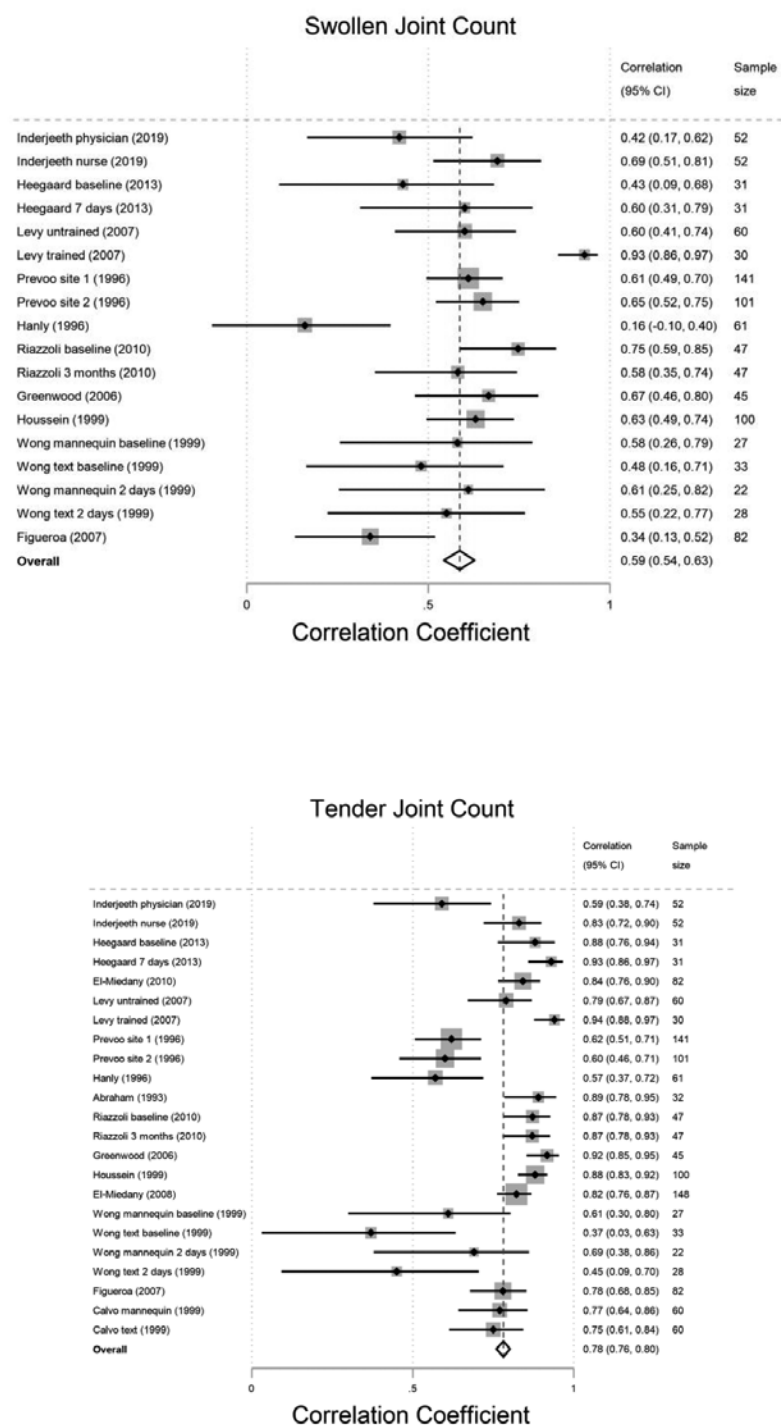 Swollen Joint Count
Correlation Sample
(95% CI) size
Inderjeeth physician (2019) 0.42 (0.17, 0.62) 52
Inderjeeth nurse (2019) 0.69 (0.51, 0.81) 52
Heegaard baseline (2013) 0.43 (0.09, 0.68) 31
Heegaard 7 days (2013) 0.60 (0.31, 0.79) 31
Levy untrained (2007) 0.60 (0.41, 0.74) 60
Levy trained (2007) 0.93 (0.86, 0.97) 30
Prevoo site 1 (1996) 0.61 (0.49, 0.70) 141
Prevoo site 2 (1996) 0.65 (0.52, 0.75) 101
Hanly (1996) 0.16 (-0.10, 0.40) 61
Riazzoli baseline (2010) 0.75 (0.59, 0.85) 47
Riazzoli 3 months (2010) 0.58 (0.35, 0.74) 47
Greenwood (2006) 0.67 (0.46, 0.80) 45
Houssein (1999) 0.63 (0.49, 0.74) 100
Wong mannequin baseline (1999) 0.58 (0.26, 0.79) 27
Wong text baseline (1999) 0.48 (0.16, 0.71) 33
Wong mannequin 2 days (1999) 0.61 (0.25, 0.82) 22
Wong text 2 days (1999) 0.55 (0.22, 0.77) 28
Figueroa (2007) 0.34 (0.13, 0.52) 82
Overall 0.59 (0.54, 0.63)
0 .5 1
Correlation Coefficient
Tender Joint Count
Correlation Sample
(95% CI) size
Inderjeeth physician (2019) 0.59 (0.38, 0.74) 52
Inderjeeth nurse (2019) 0.83 (0.72, 0.90) 52
Heegaard baseline (2013) 0.88 (0.76, 0.94) 31
Heegaard 7 days (2013) 0.93 (0.86, 0.97) 31
El-Miedany (2010) 0.84 (0.76, 0.90) 82
Levy untrained (2007) 0.79 (0.67, 0.87) 60
Levy trained (2007) 0.94 (0.88, 0.97) 30
Prevoo site 1 (1996) 0.62 (0.51, 0.71) 141
Prevoo site 2 (1996) 0.60 (0.46, 0.71) 101
Hanly (1996) 0.57 (0.37, 0.72) 61
Abraham (1993) 0.89 (0.78, 0.95) 32
Riazzoli baseline (2010) 0.87 (0.78, 0.93) 47
Riazzoli 3 months (2010) 0.87 (0.78, 0.93) 47
Greenwood (2006) 0.92 (0.85, 0.95) 45
Houssein (1999) 0.88 (0.83, 0.92) 100
El-Miedany (2008) 0.82 (0.76, 0.87) 148
Wong mannequin baseline (1999) 0.61 (0.30, 0.80) 27
Wong text baseline (1999) 0.37 (0.03, 0.63) 33
Wong mannequin 2 days (1999) 0.69 (0.38, 0.86) 22
Wong text 2 days (1999) 0.45 (0.09, 0.70) 28
Figueroa (2007) 0.78 (0.68, 0.85) 82
Calvo mannequin (1999) 0.77 (0.64, 0.86) 60
Calvo text (1999) 0.75 (0.61, 0.84) 60
Overall 0.78 (0.76, 0.80)
0 .5 1
Correlation Coefficient